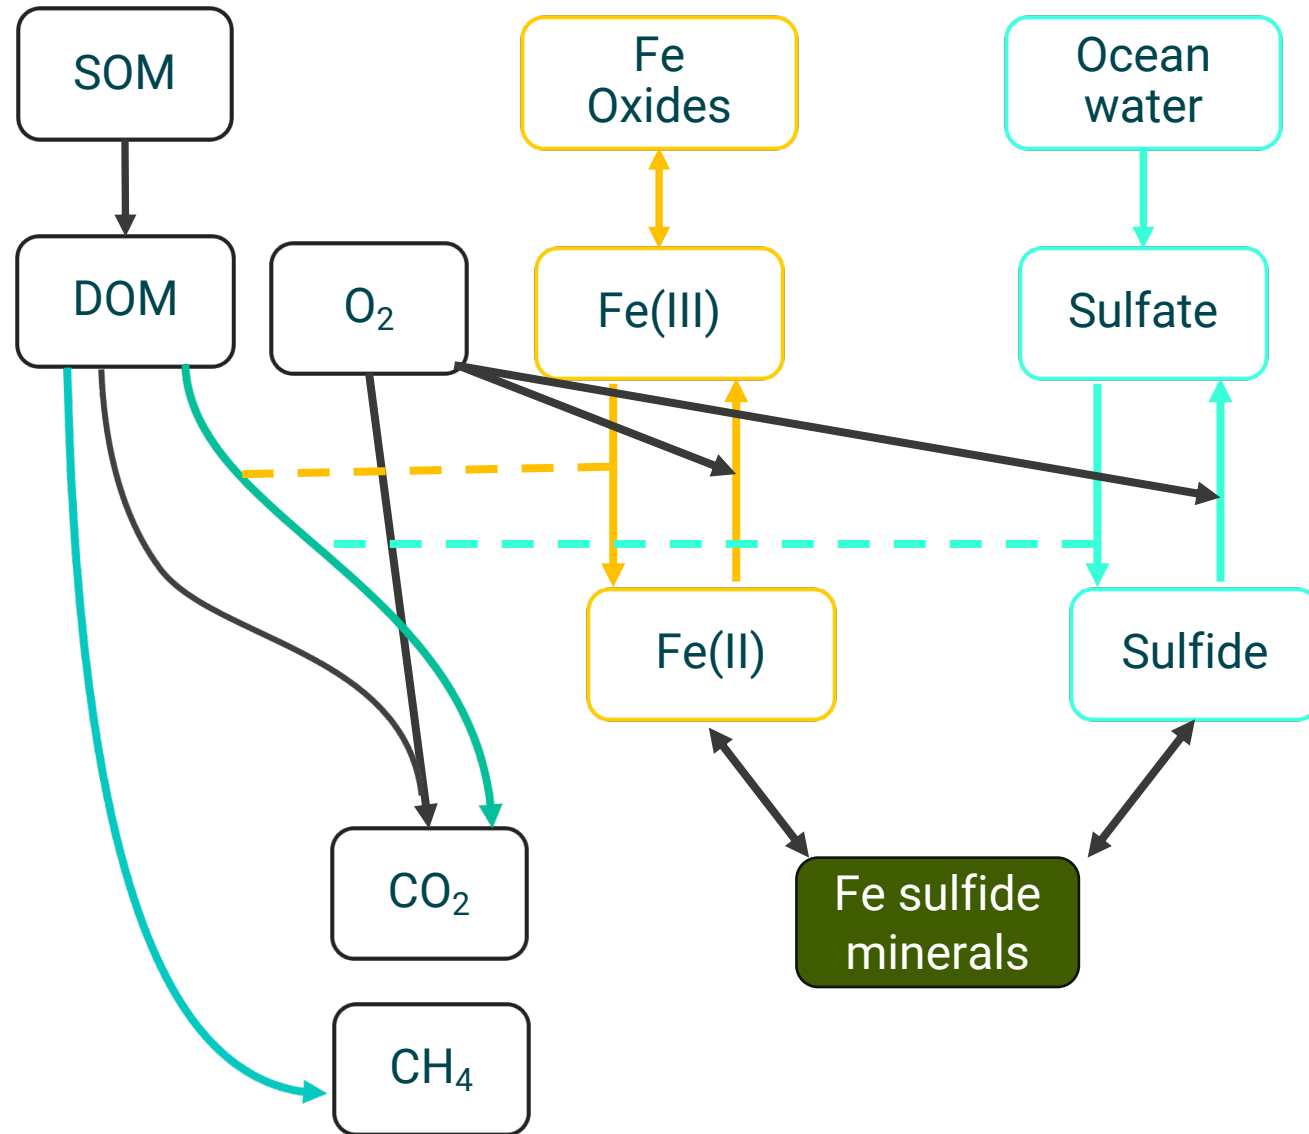 SOM
Fe
Oxides
Ocean
water
DOM
O₂
Fe(III)
Sulfate
Fe(II)
Sulfide
CO₂
Fe sulfide
minerals
CH₄